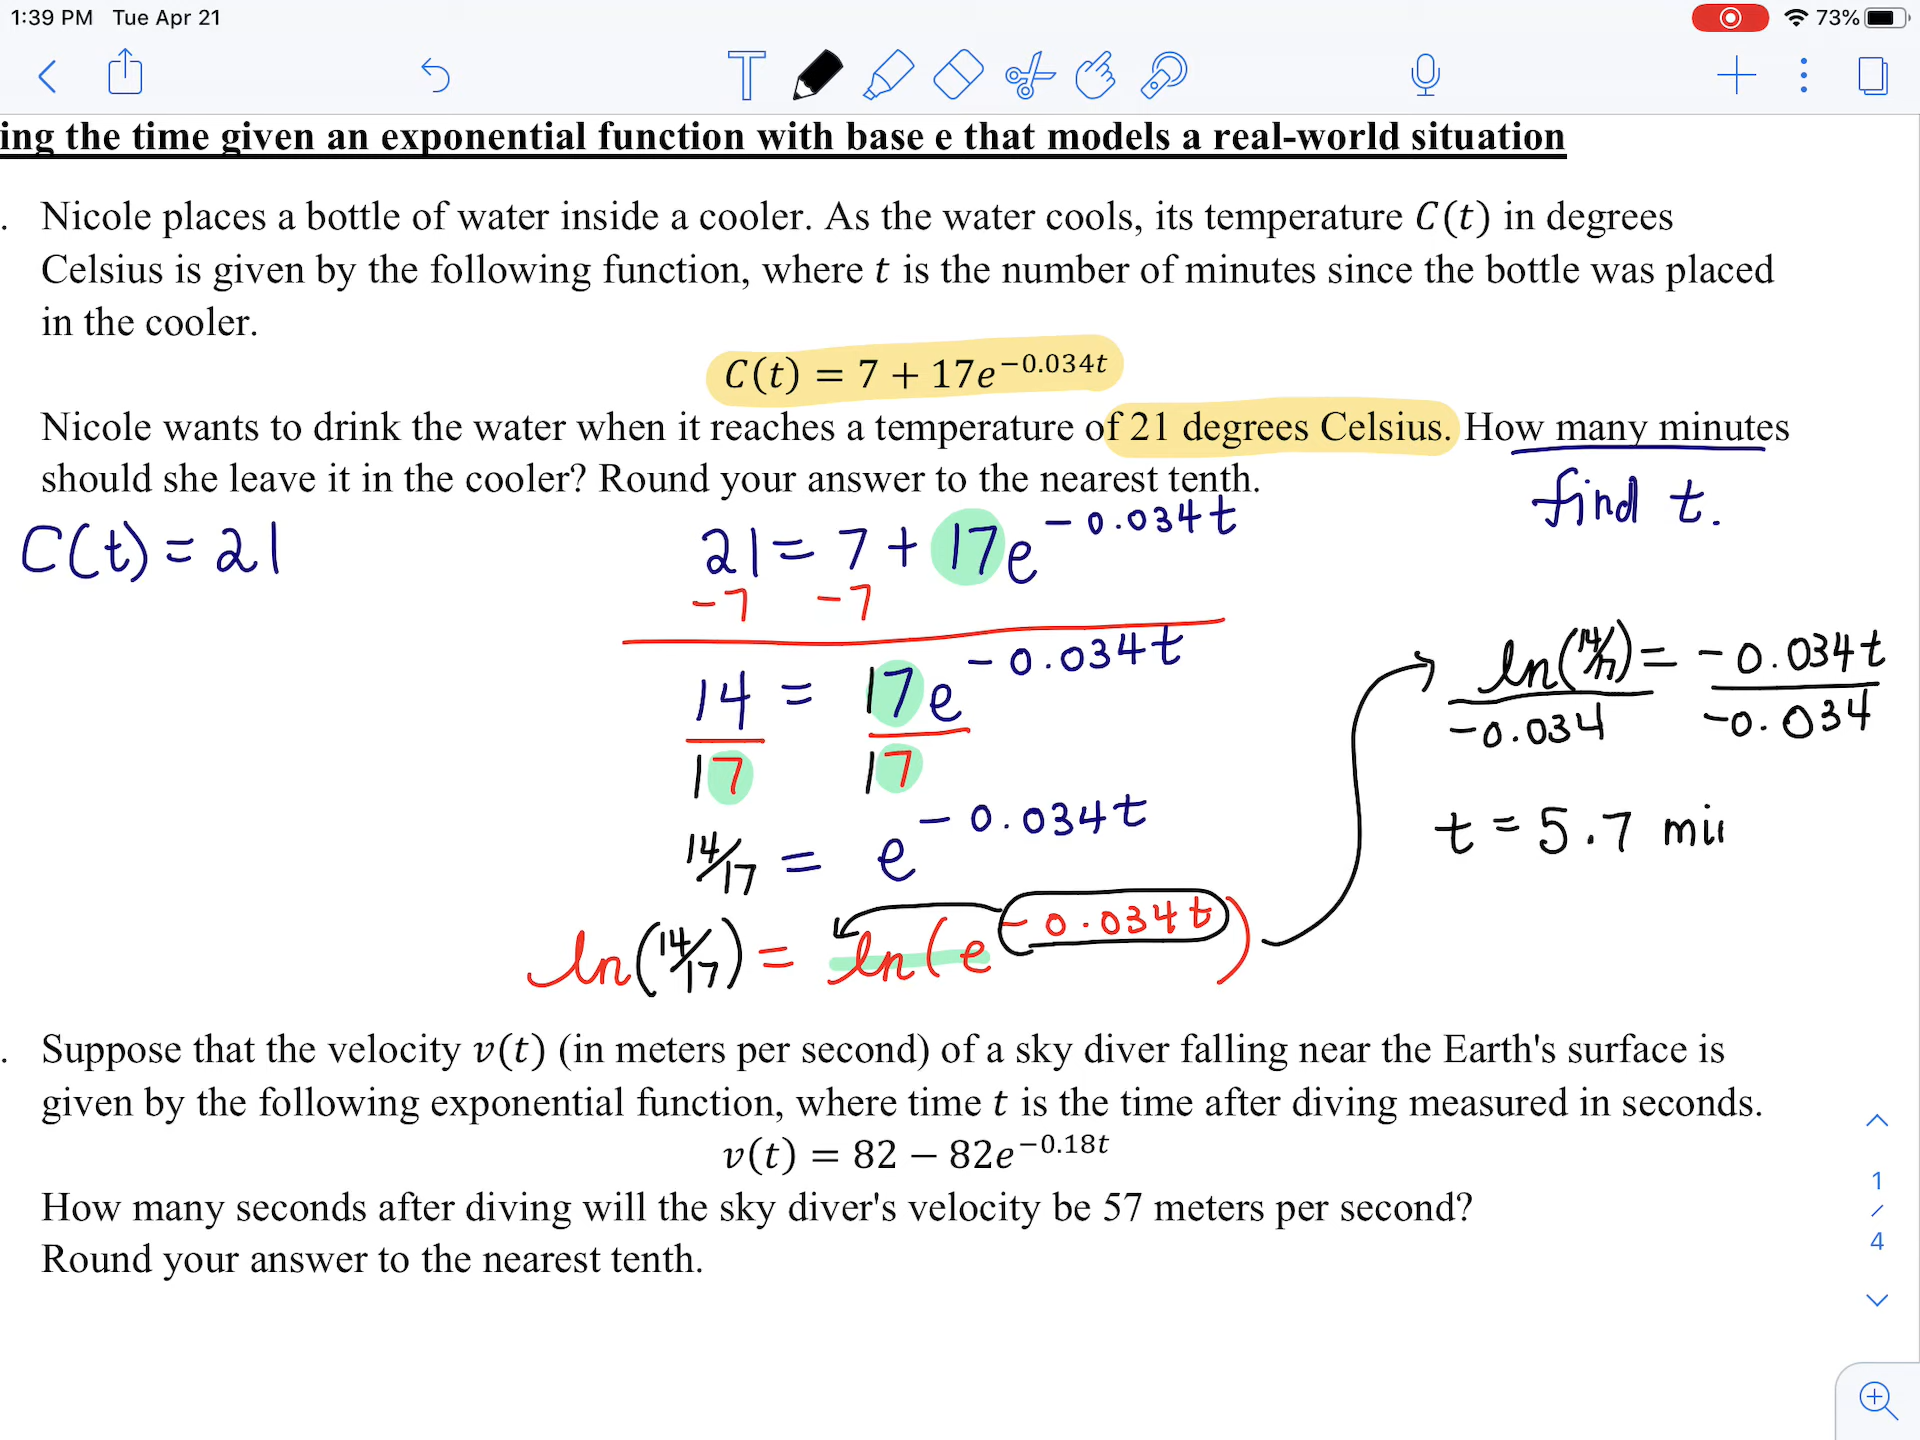 1:39 PM Tue Apr 21
73%
T
ing the time given an exponential function with base e that models a real-world situation
. Nicole places a bottle of water inside a cooler. As the water cools, its temperature C(t) in degrees
Celsius is given by the following function, where t is the number of minutes since the bottle was placed
in the cooler.
C(t) = 7 + 17e^−0.034t
Nicole wants to drink the water when it reaches a temperature of 21 degrees Celsius. How many minutes
should she leave it in the cooler? Round your answer to the nearest tenth.
find t.
C(t) = 21
21 = 7 + 17e^-0.034t
-7 -7
14 = 17e^-0.034t
17 17
14/17 = e^-0.034t
ln(14/17) = ln(e^-0.034t)
ln(14/17) = -0.034t
-0.034 -0.034
t = 5.7
. Suppose that the velocity v(t) (in meters per second) of a sky diver falling near the Earth's surface is
given by the following exponential function, where time t is the time after diving measured in seconds.
v(t) = 82 − 82e^−0.18t
How many seconds after diving will the sky diver's velocity be 57 meters per second?
Round your answer to the nearest tenth.
1
/
4